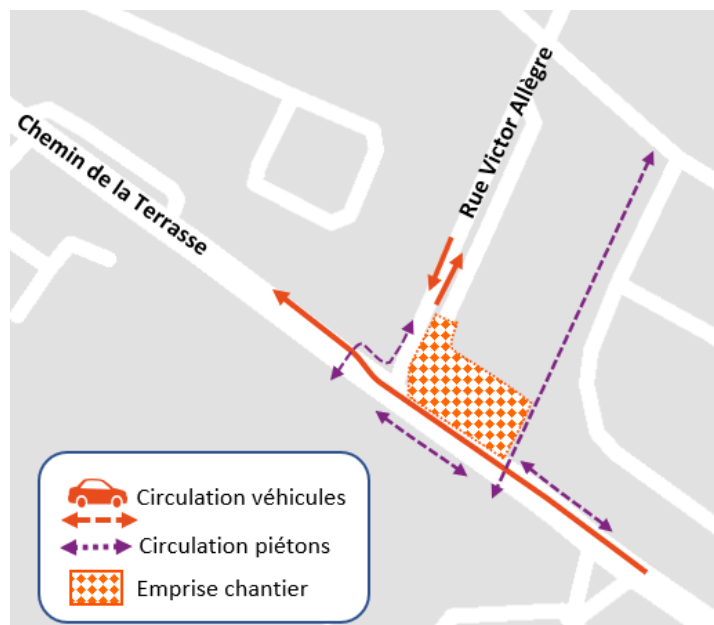 Rue Victor Allègre
Chemin de la Terrasse
Circulation véhicules
Circulation piétons
Emprise chantier